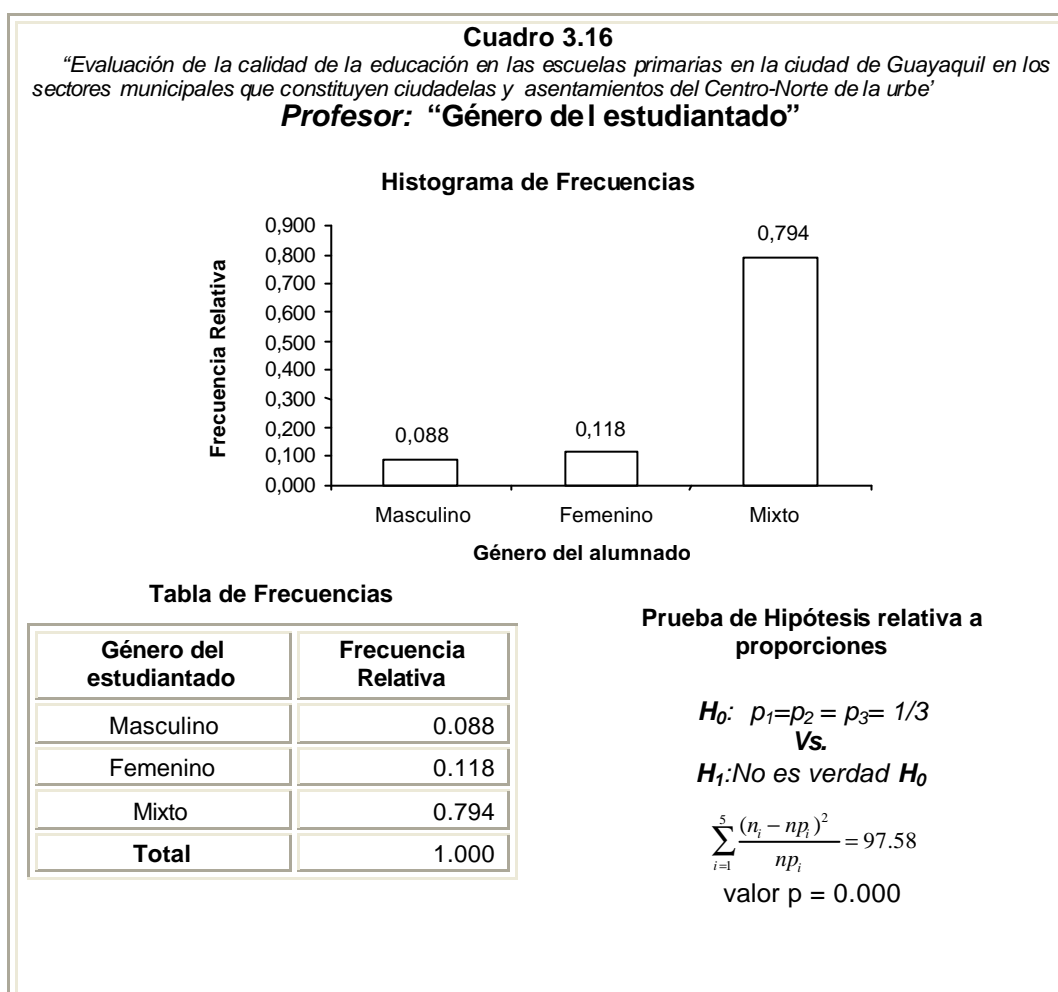 Cuadro 3.16
“Evaluación de la calidad de la educación en las escuelas primarias en la ciudad de Guayaquil en los
sectores municipales que constituyen ciudadelas y asentamientos del Centro-Norte de la urbe’
Profesor: “Género del estudiantado”
Histograma de Frecuencias
Frecuencia Relativa
0,900
0,800
0,700
0,600
0,500
0,400
0,300
0,200
0,100
0,000
0,088
0,118
0,794
Masculino Femenino Mixto
Género del alumnado
Tabla de Frecuencias
Género del estudiantado Frecuencia Relativa
Masculino 0.088
Femenino 0.118
Mixto 0.794
Total 1.000
Prueba de Hipótesis relativa a
proporciones
H₀: p₁=p₂ = p₃= 1/3
Vs.
H₁:No es verdad H₀
∑_{i=1}^{5} (nᵢ − npᵢ)² / npᵢ = 97.58
valor p = 0.000